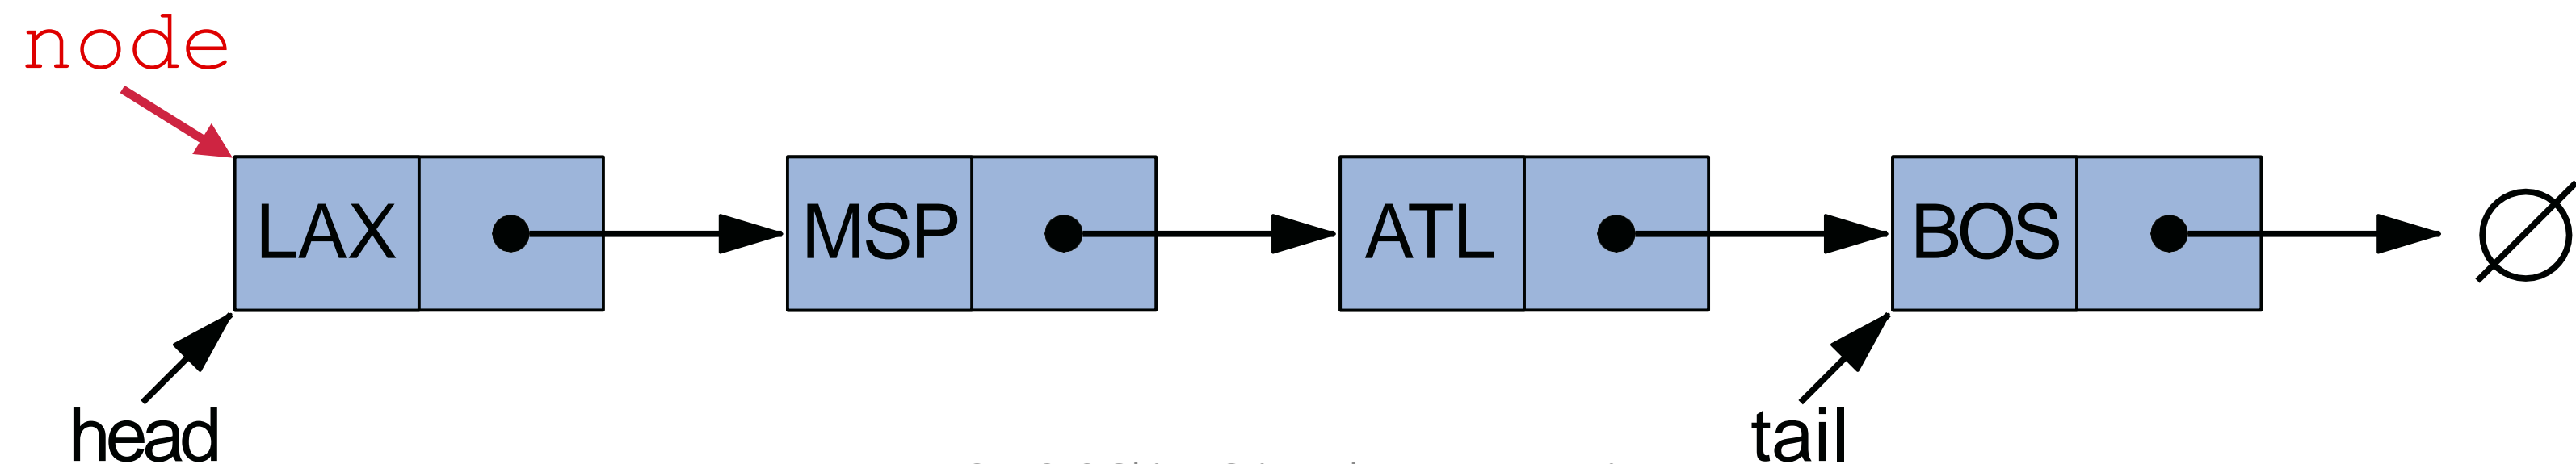 node
LAX MSP ATL BOS ∅
head tail